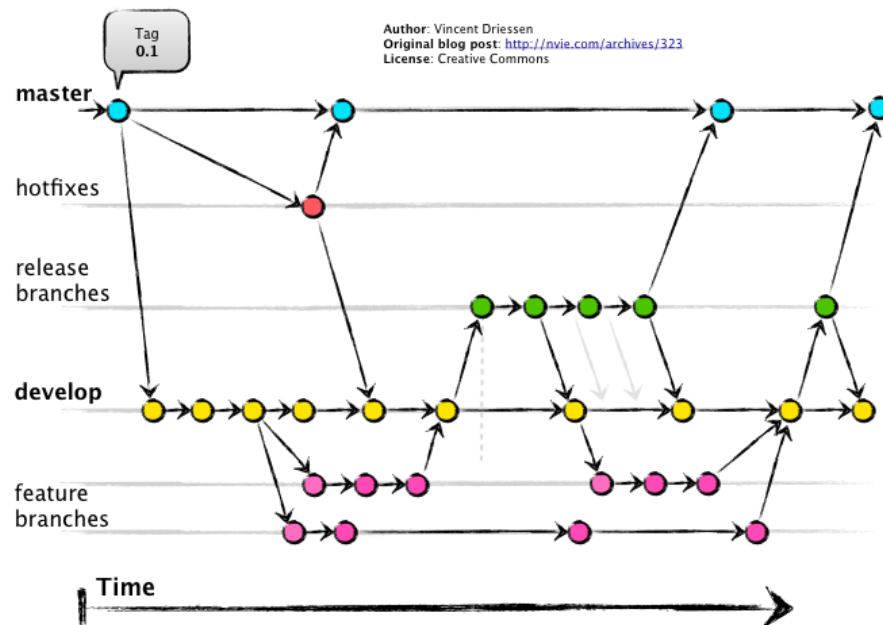 Tag
0.1
Author: Vincent Driessen
Original blog post: http://nvie.com/archives/323
License: Creative Commons
master
hotfixes
release
branches
develop
feature
branches
Time